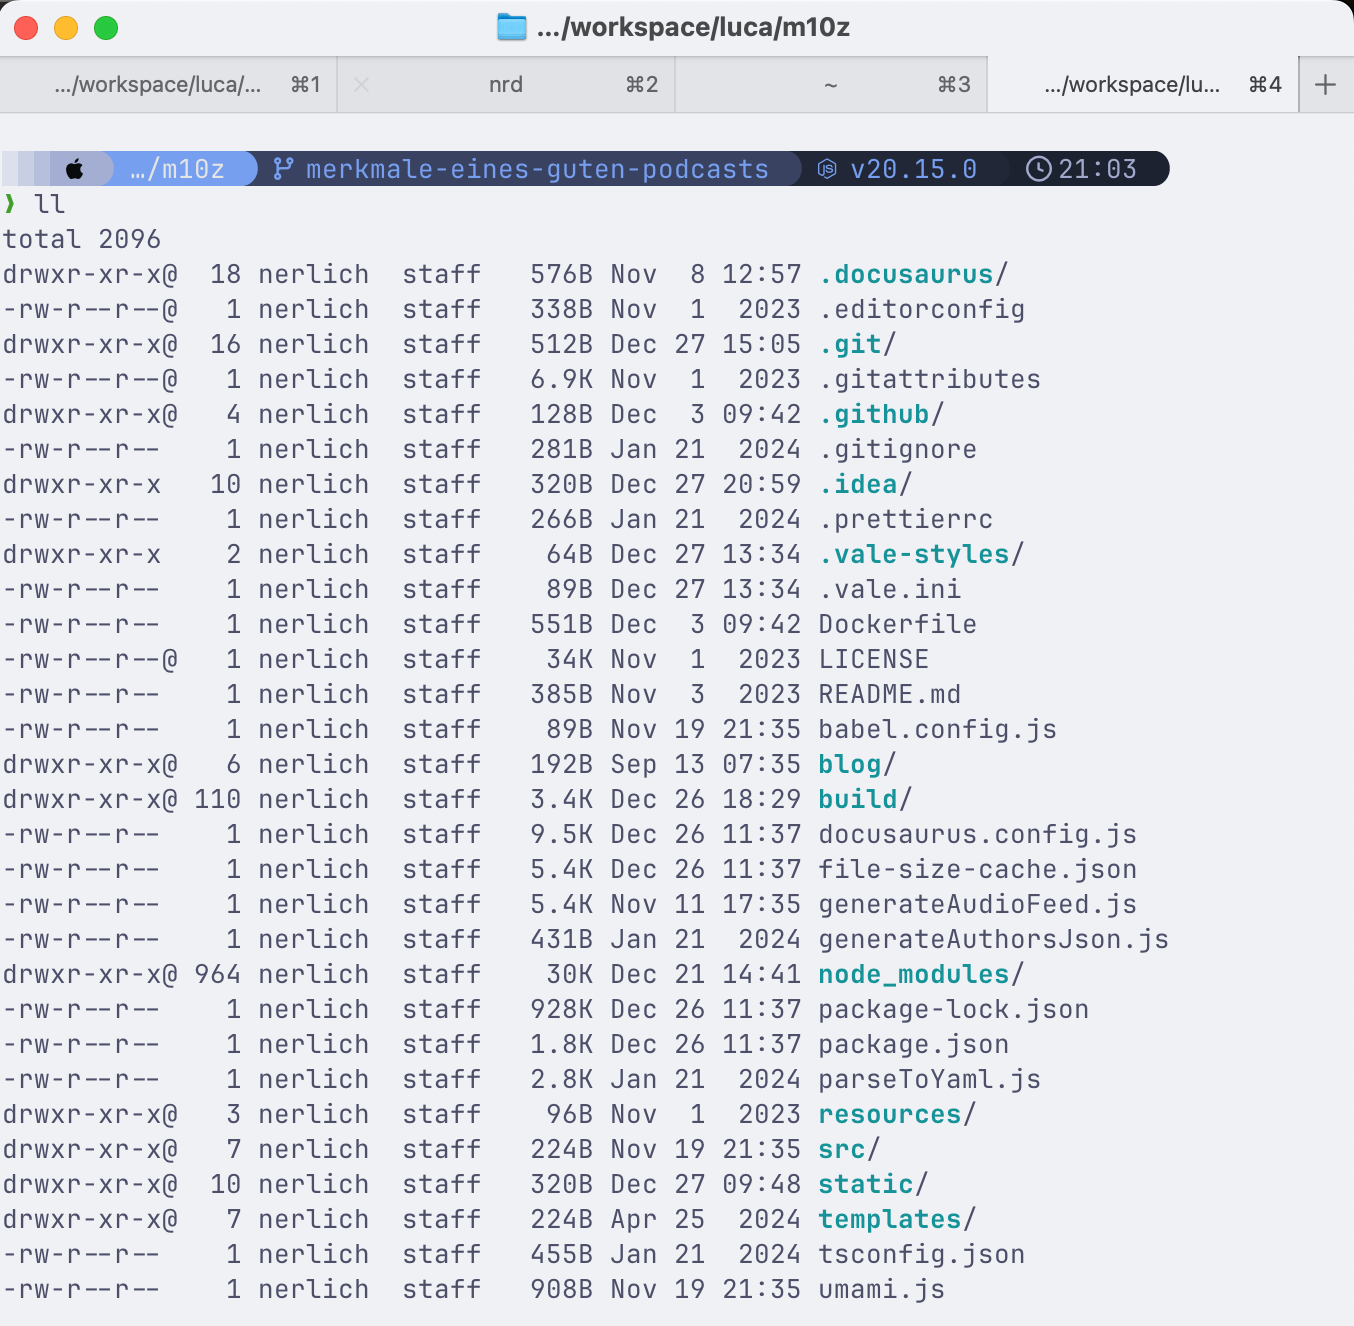 .../workspace/luca/m10z
.../workspace/luca/... ⌘1 nrd ⌘2 ~ ⌘3 .../workspace/lu... ⌘4 +
…/m10z merkmale-eines-guten-podcasts v20.15.0 21:03
❯ ll
total 2096
drwxr-xr-x@  18 nerlich  staff   576B Nov  8 12:57 .docusaurus/
-rw-r--r--@   1 nerlich  staff   338B Nov  1  2023 .editorconfig
drwxr-xr-x@  16 nerlich  staff   512B Dec 27 15:05 .git/
-rw-r--r--@   1 nerlich  staff   6.9K Nov  1  2023 .gitattributes
drwxr-xr-x@   4 nerlich  staff   128B Dec  3 09:42 .github/
-rw-r--r--    1 nerlich  staff   281B Jan 21  2024 .gitignore
drwxr-xr-x   10 nerlich  staff   320B Dec 27 20:59 .idea/
-rw-r--r--    1 nerlich  staff   266B Jan 21  2024 .prettierrc
drwxr-xr-x    2 nerlich  staff    64B Dec 27 13:34 .vale-styles/
-rw-r--r--    1 nerlich  staff    89B Dec 27 13:34 .vale.ini
-rw-r--r--    1 nerlich  staff   551B Dec  3 09:42 Dockerfile
-rw-r--r--@   1 nerlich  staff    34K Nov  1  2023 LICENSE
-rw-r--r--    1 nerlich  staff   385B Nov  3  2023 README.md
-rw-r--r--    1 nerlich  staff    89B Nov 19 21:35 babel.config.js
drwxr-xr-x@   6 nerlich  staff   192B Sep 13 07:35 blog/
drwxr-xr-x@ 110 nerlich  staff   3.4K Dec 26 18:29 build/
-rw-r--r--    1 nerlich  staff   9.5K Dec 26 11:37 docusaurus.config.js
-rw-r--r--    1 nerlich  staff   5.4K Dec 26 11:37 file-size-cache.json
-rw-r--r--    1 nerlich  staff   5.4K Nov 11 17:35 generateAudioFeed.js
-rw-r--r--    1 nerlich  staff   431B Jan 21  2024 generateAuthorsJson.js
drwxr-xr-x@ 964 nerlich  staff    30K Dec 21 14:41 node_modules/
-rw-r--r--    1 nerlich  staff   928K Dec 26 11:37 package-lock.json
-rw-r--r--    1 nerlich  staff   1.8K Dec 26 11:37 package.json
-rw-r--r--    1 nerlich  staff   2.8K Jan 21  2024 parseToYaml.js
drwxr-xr-x@   3 nerlich  staff    96B Nov  1  2023 resources/
drwxr-xr-x@   7 nerlich  staff   224B Nov 19 21:35 src/
drwxr-xr-x@  10 nerlich  staff   320B Dec 27 09:48 static/
drwxr-xr-x@   7 nerlich  staff   224B Apr 25  2024 templates/
-rw-r--r--    1 nerlich  staff   455B Jan 21  2024 tsconfig.json
-rw-r--r--    1 nerlich  staff   908B Nov 19 21:35 umami.js